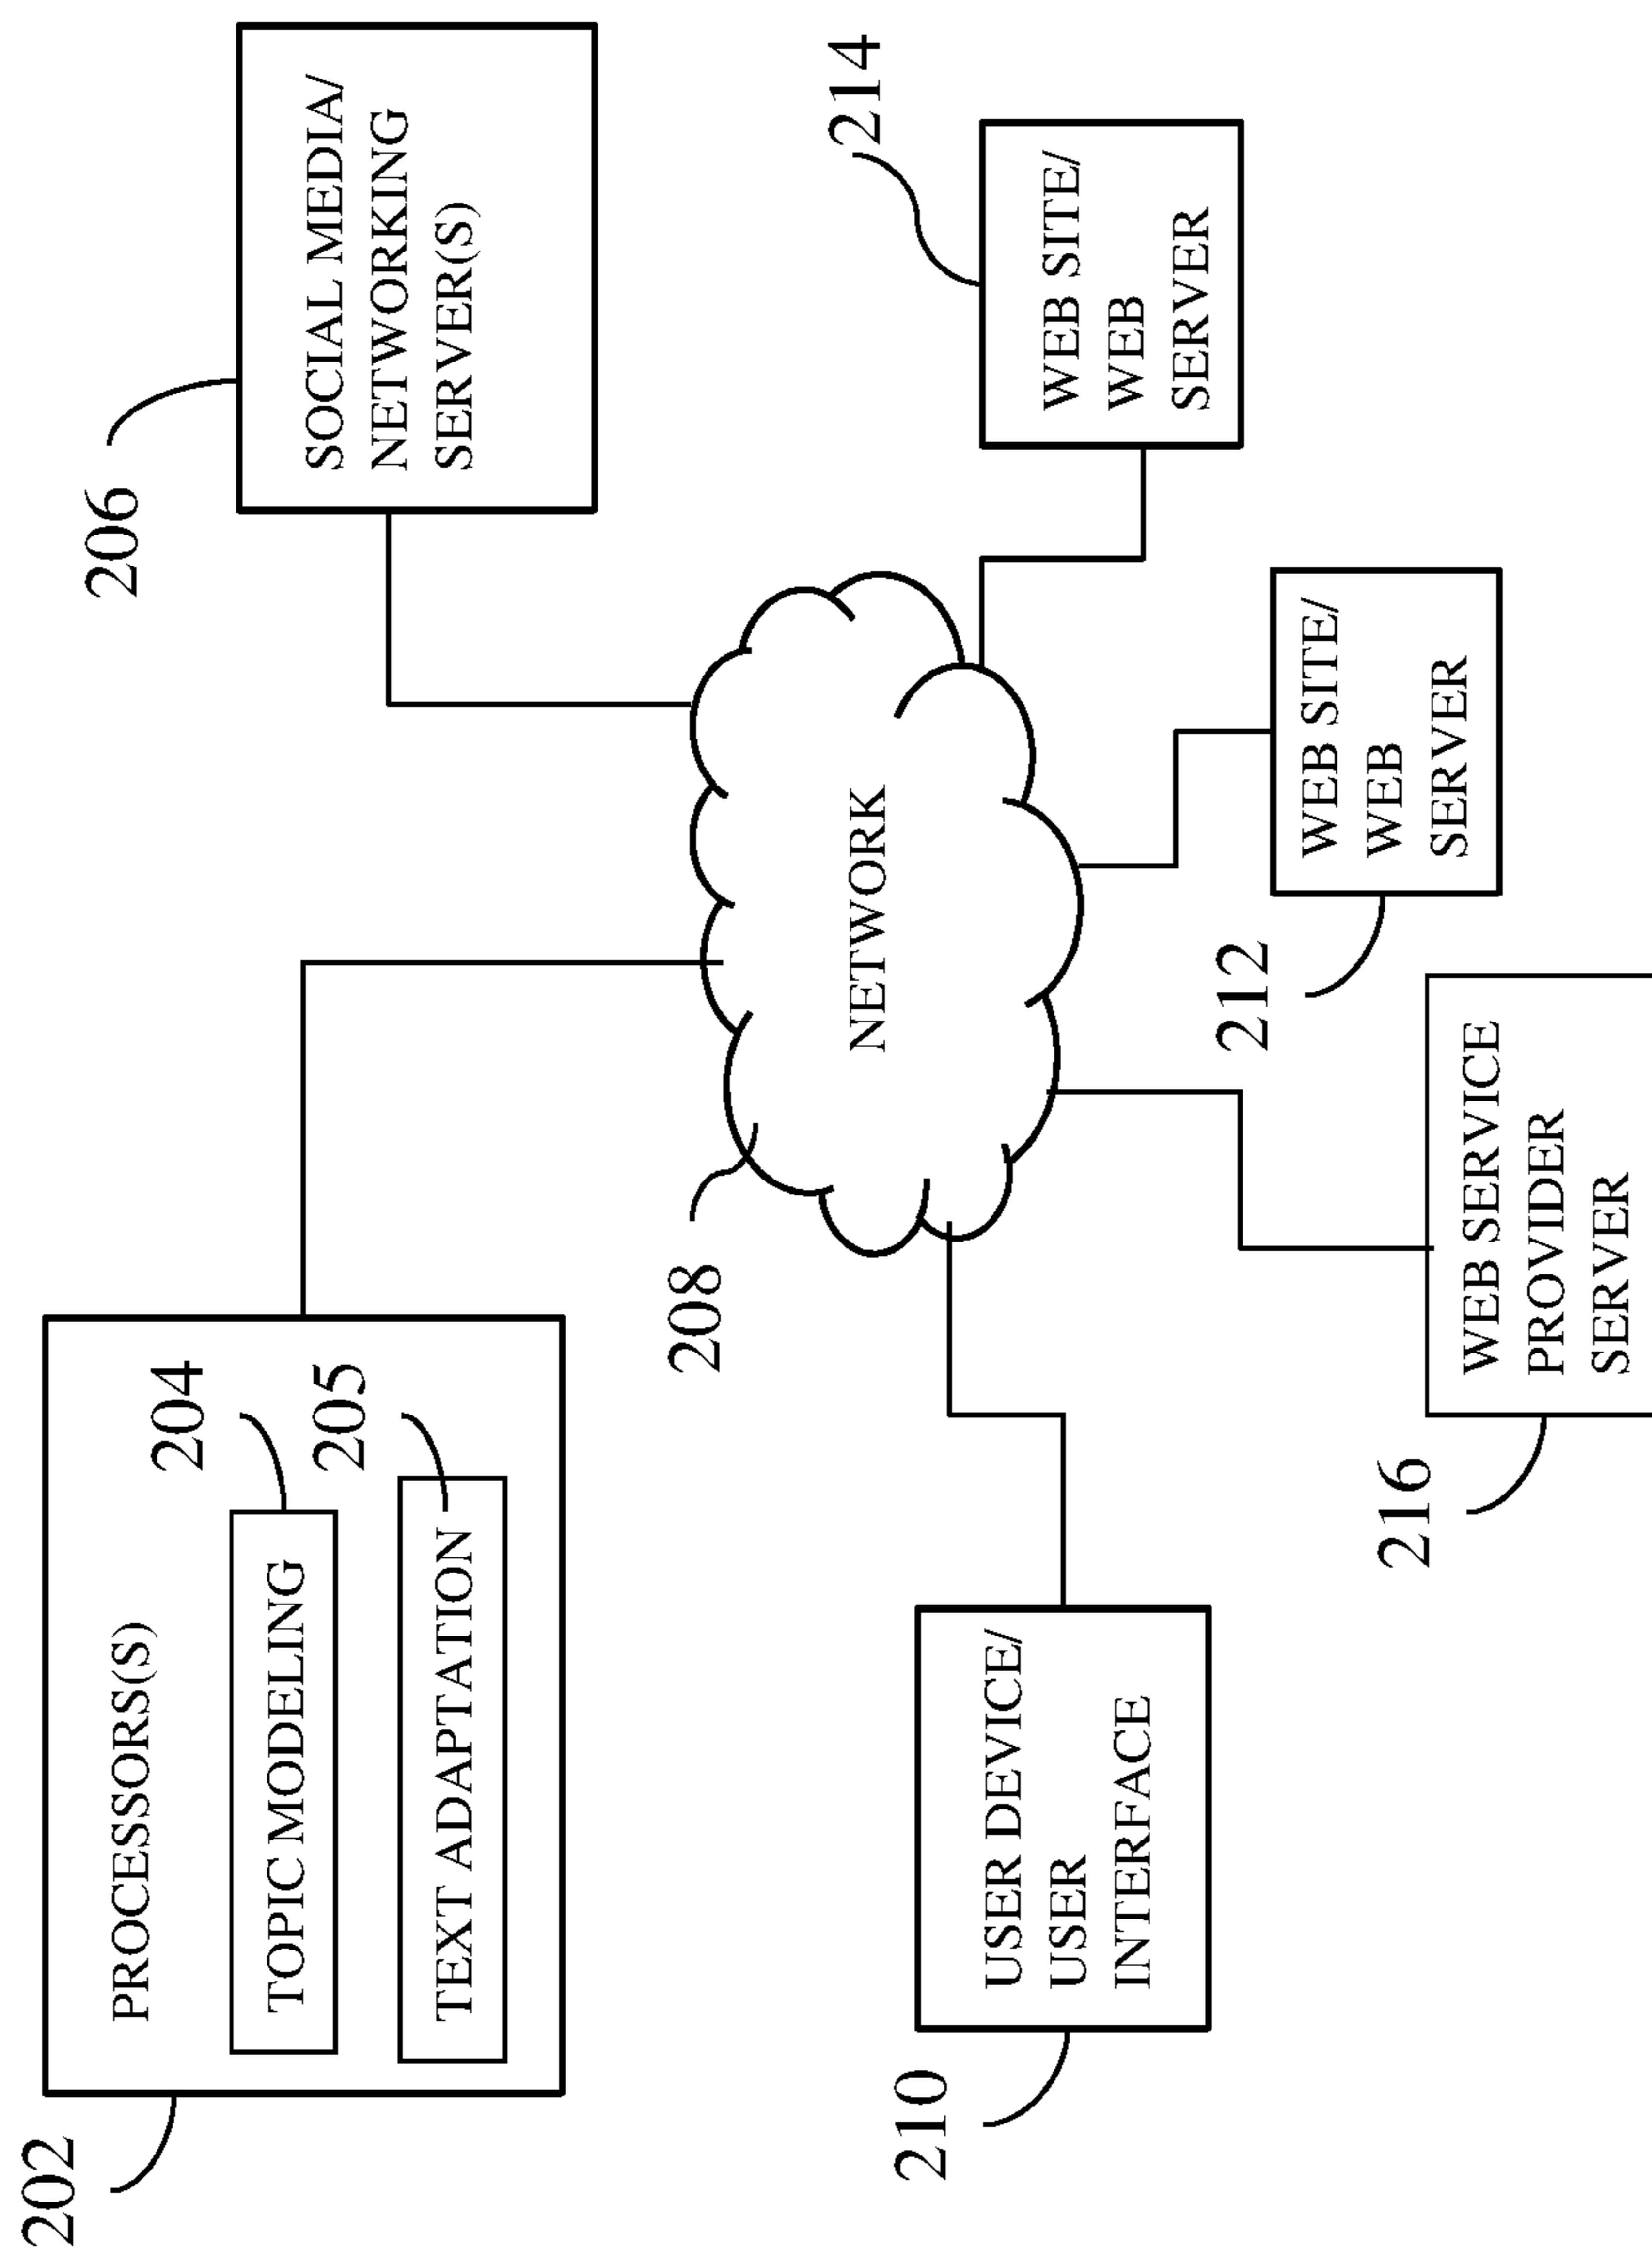 202
PROCESSORS(S)
204
TOPIC MODELING
205
TEXT ADAPTATION
206
SOCIAL MEDIA/
NETWORKING
SERVER(S)
208
NETWORK
210
USER DEVICE/
USER
INTERFACE
216
WEB SERVICE
PROVIDER
SERVER
212
WEB SITE/
WEB
SERVER
214
WEB SITE/
WEB
SERVER